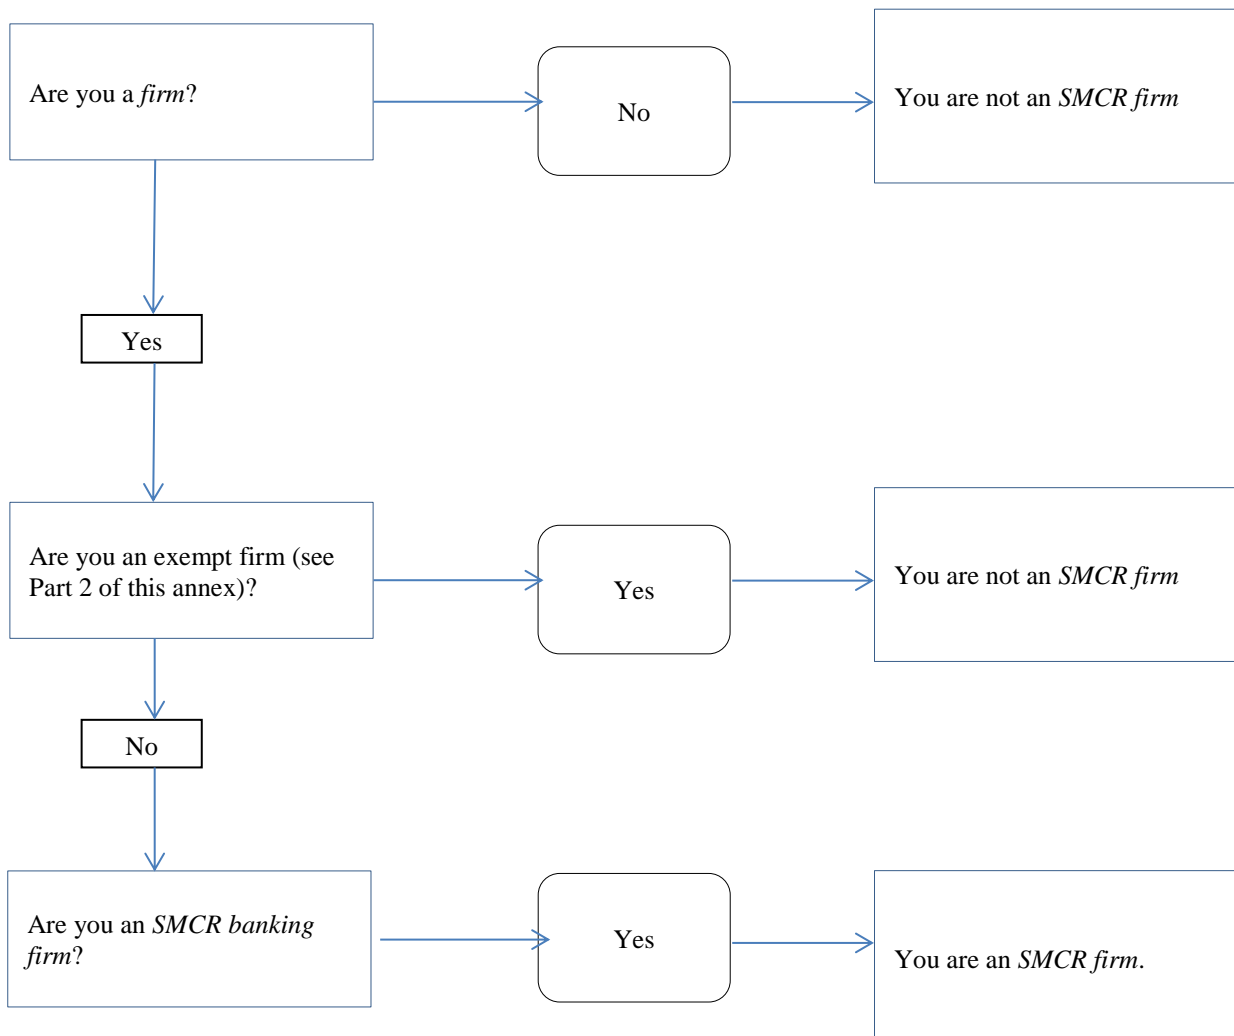 Are you a firm?
No
You are not an SMCR firm
Yes
Are you an exempt firm (see
Part 2 of this annex)?
Yes
You are not an SMCR firm
No
Are you an SMCR banking
firm?
Yes
You are an SMCR firm.